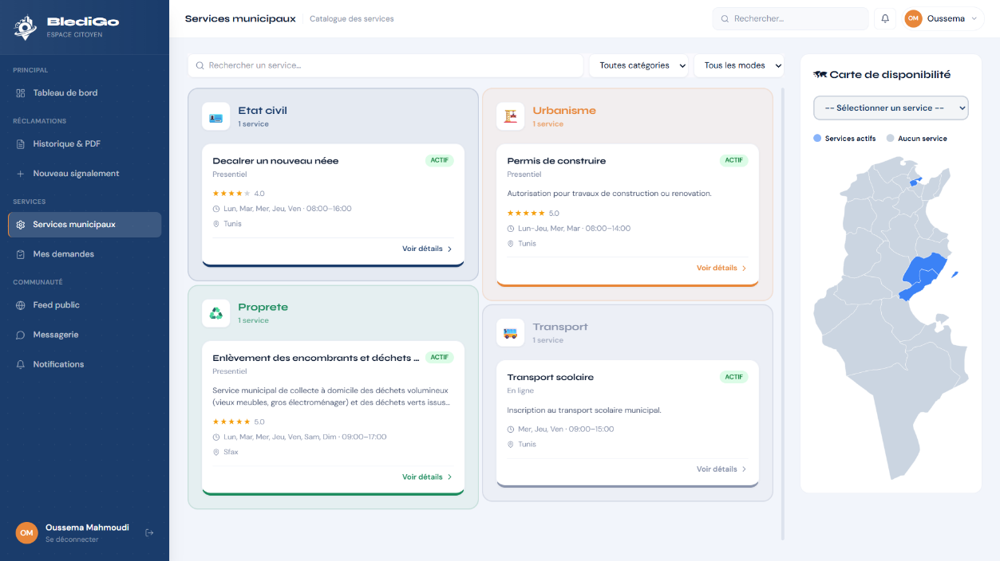 BlediGo
ESPACE CITOYEN
PRINCIPAL
Tableau de bord
RÉCLAMATIONS
Historique & PDF
Nouveau signalement
SERVICES
Services municipaux
Mes demandes
COMMUNAUTÉ
Feed public
Messagerie
Notifications
OM
Oussema Mahmoudi
Se déconnecter
Services municipaux
Catalogue des services
Rechercher...
OM
Oussema
Rechercher un service...
Toutes catégories
Tous les modes
Etat civil
1 service
Decalrer un nouveau néee
ACTIF
Presentiel
★★★★★ 4.0
Lun, Mar, Mer, Jeu, Ven · 08:00–16:00
Tunis
Voir détails
Urbanisme
1 service
Permis de construire
ACTIF
Presentiel
Autorisation pour travaux de construction ou renovation.
★★★★★ 5.0
Lun-Jeu, Mer, Mar · 08:00–14:00
Tunis
Voir détails
Proprete
1 service
Enlèvement des encombrants et déchets ...
ACTIF
Presentiel
Service municipal de collecte à domicile des déchets volumineux
(vieux meubles, gros électroménager) et des déchets verts issus...
★★★★★ 5.0
Lun, Mar, Mer, Jeu, Ven, Sam, Dim · 09:00–17:00
Sfax
Voir détails
Transport
1 service
Transport scolaire
ACTIF
En ligne
Inscription au transport scolaire municipal.
Mer, Jeu, Ven · 09:00–15:00
Tunis
Voir détails
Carte de disponibilité
-- Sélectionner un service --
Services actifs
Aucun service